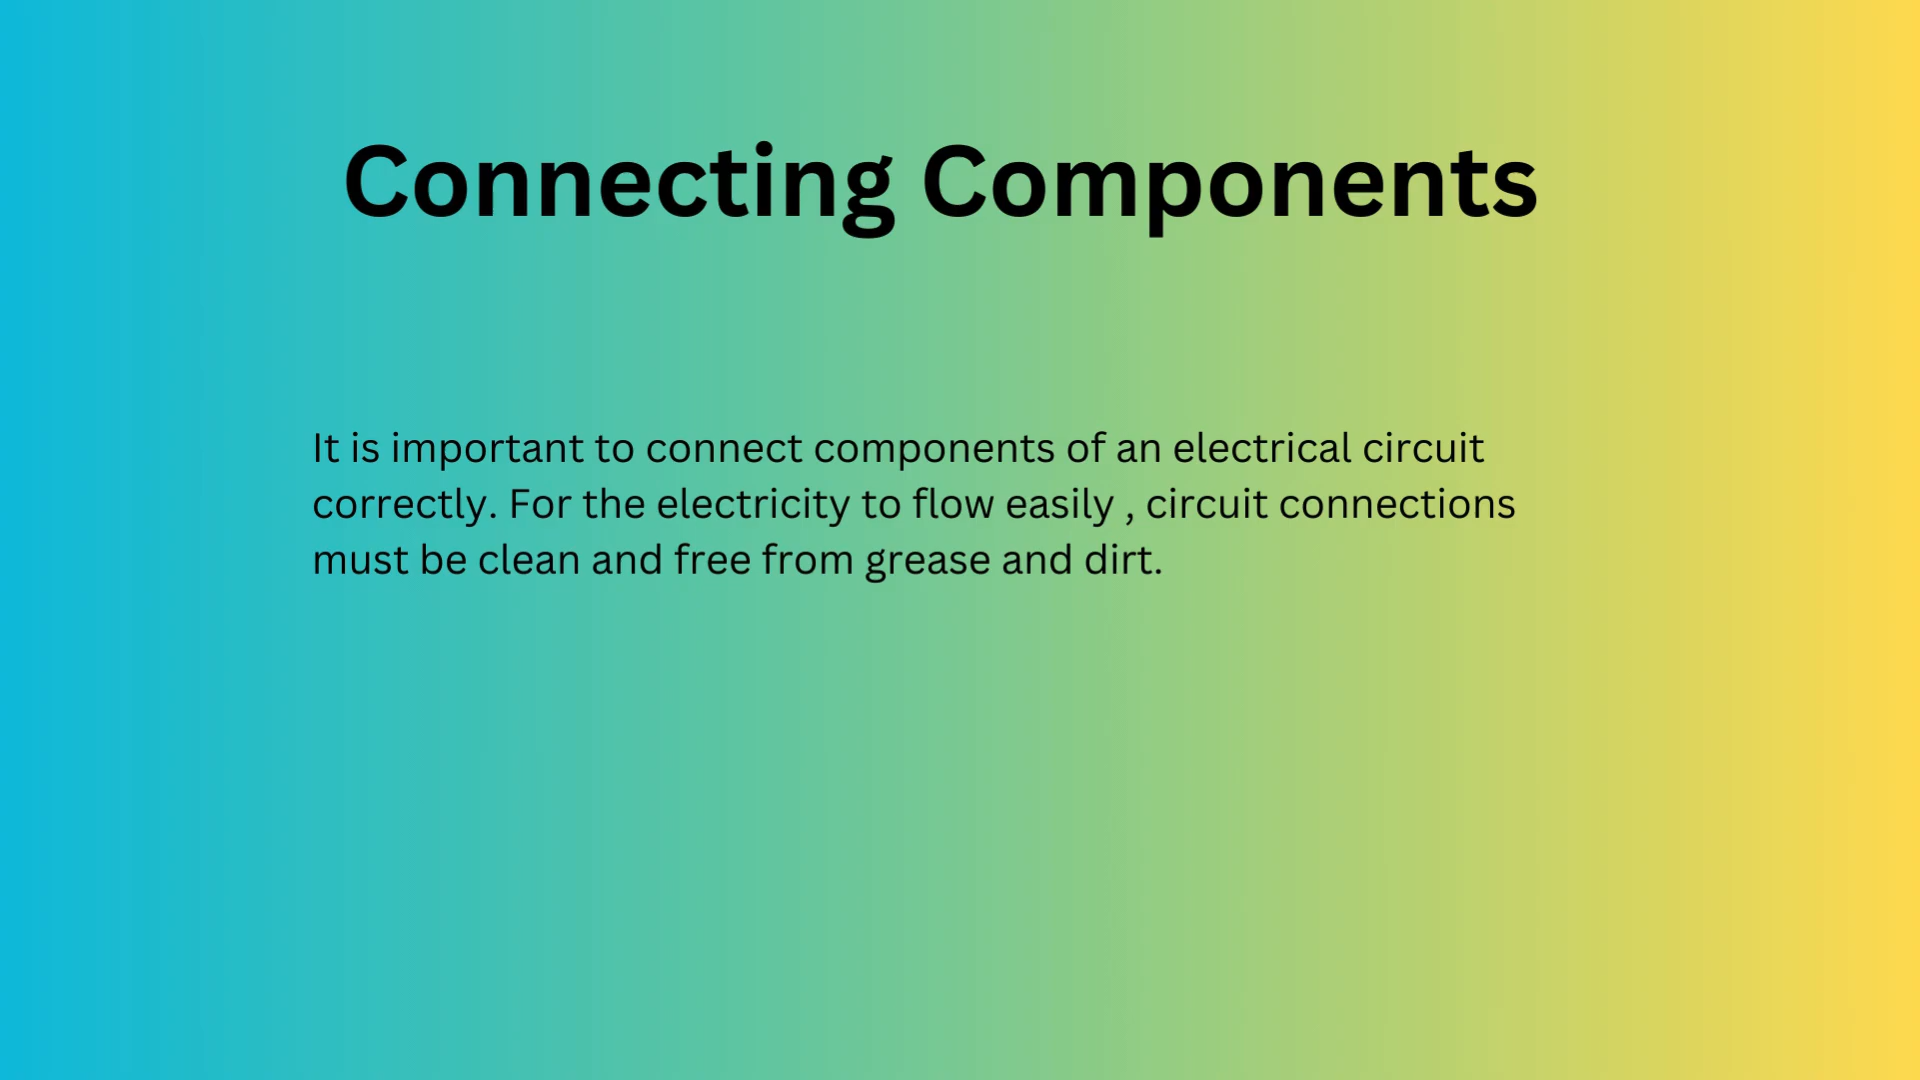 Connecting Components
It is important to connect components of an electrical circuit
correctly. For the electricity to flow easily , circuit connections
must be clean and free from grease and dirt.